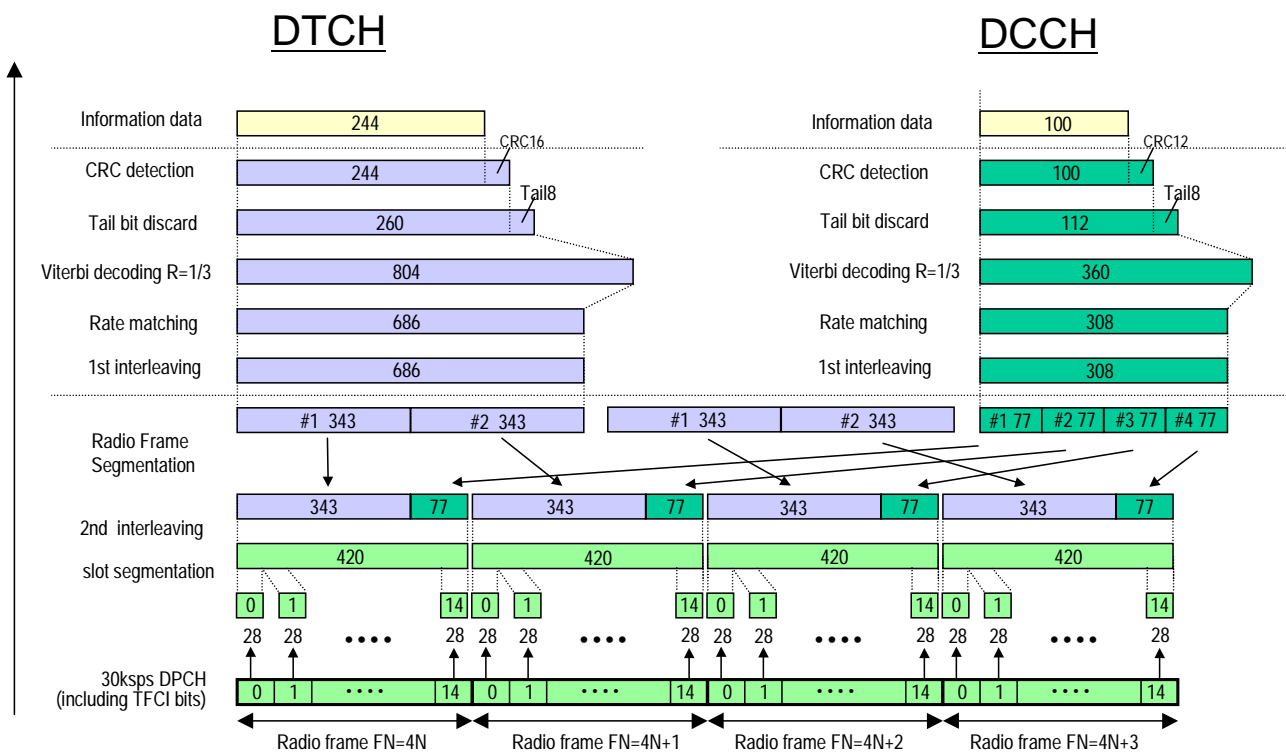 DTCH DCCH
Information data 244 Information data 100
CRC16 CRC12
CRC detection 244 CRC detection 100
Tail8 Tail8
Tail bit discard 260 Tail bit discard 112
Viterbi decoding R=1/3 804 Viterbi decoding R=1/3 360
Rate matching 686 Rate matching 308
1st interleaving 686 1st interleaving 308
#1 343 #2 343 #1 343 #2 343 #1 77 #2 77 #3 77 #4 77
Radio Frame
Segmentation
343 77 343 77 343 77 343 77
2nd interleaving
420 420 420 420
slot segmentation
0 1 14 0 1 14 0 1 14 0 1 14
28 28 •••• 28 28 28 •••• 28 28 28 •••• 28 28 28 •••• 28
30ksps DPCH
(including TFCI bits)
0 1 •••• 14 0 1 •••• 14 0 1 •••• 14 0 1 •••• 14
Radio frame FN=4N Radio frame FN=4N+1 Radio frame FN=4N+2 Radio frame FN=4N+3